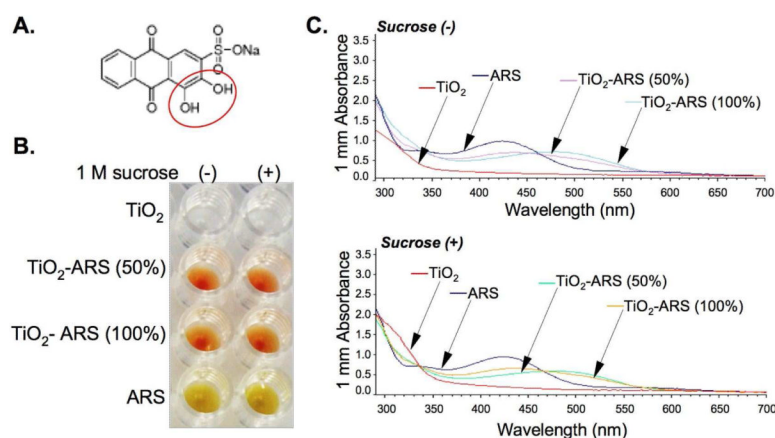 A.
O
O
O
S
O
ONa
OH
OH
B.
1 M sucrose (-) (+)
TiO2
TiO2-ARS (50%)
TiO2- ARS (100%)
ARS
C.
Sucrose (-)
1 mm Absorbance
3.5
3.0
2.5
2.0
1.5
1.0
0.5
0.0
TiO2
ARS
TiO2-ARS (50%)
TiO2-ARS (100%)
300 350 400 450 500 550 600 650 700
Wavelength (nm)
Sucrose (+)
1 mm Absorbance
3.5
3.0
2.5
2.0
1.5
1.0
0.5
0.0
TiO2
ARS
TiO2-ARS (50%)
TiO2-ARS (100%)
300 350 400 450 500 550 600 650 700
Wavelength (nm)